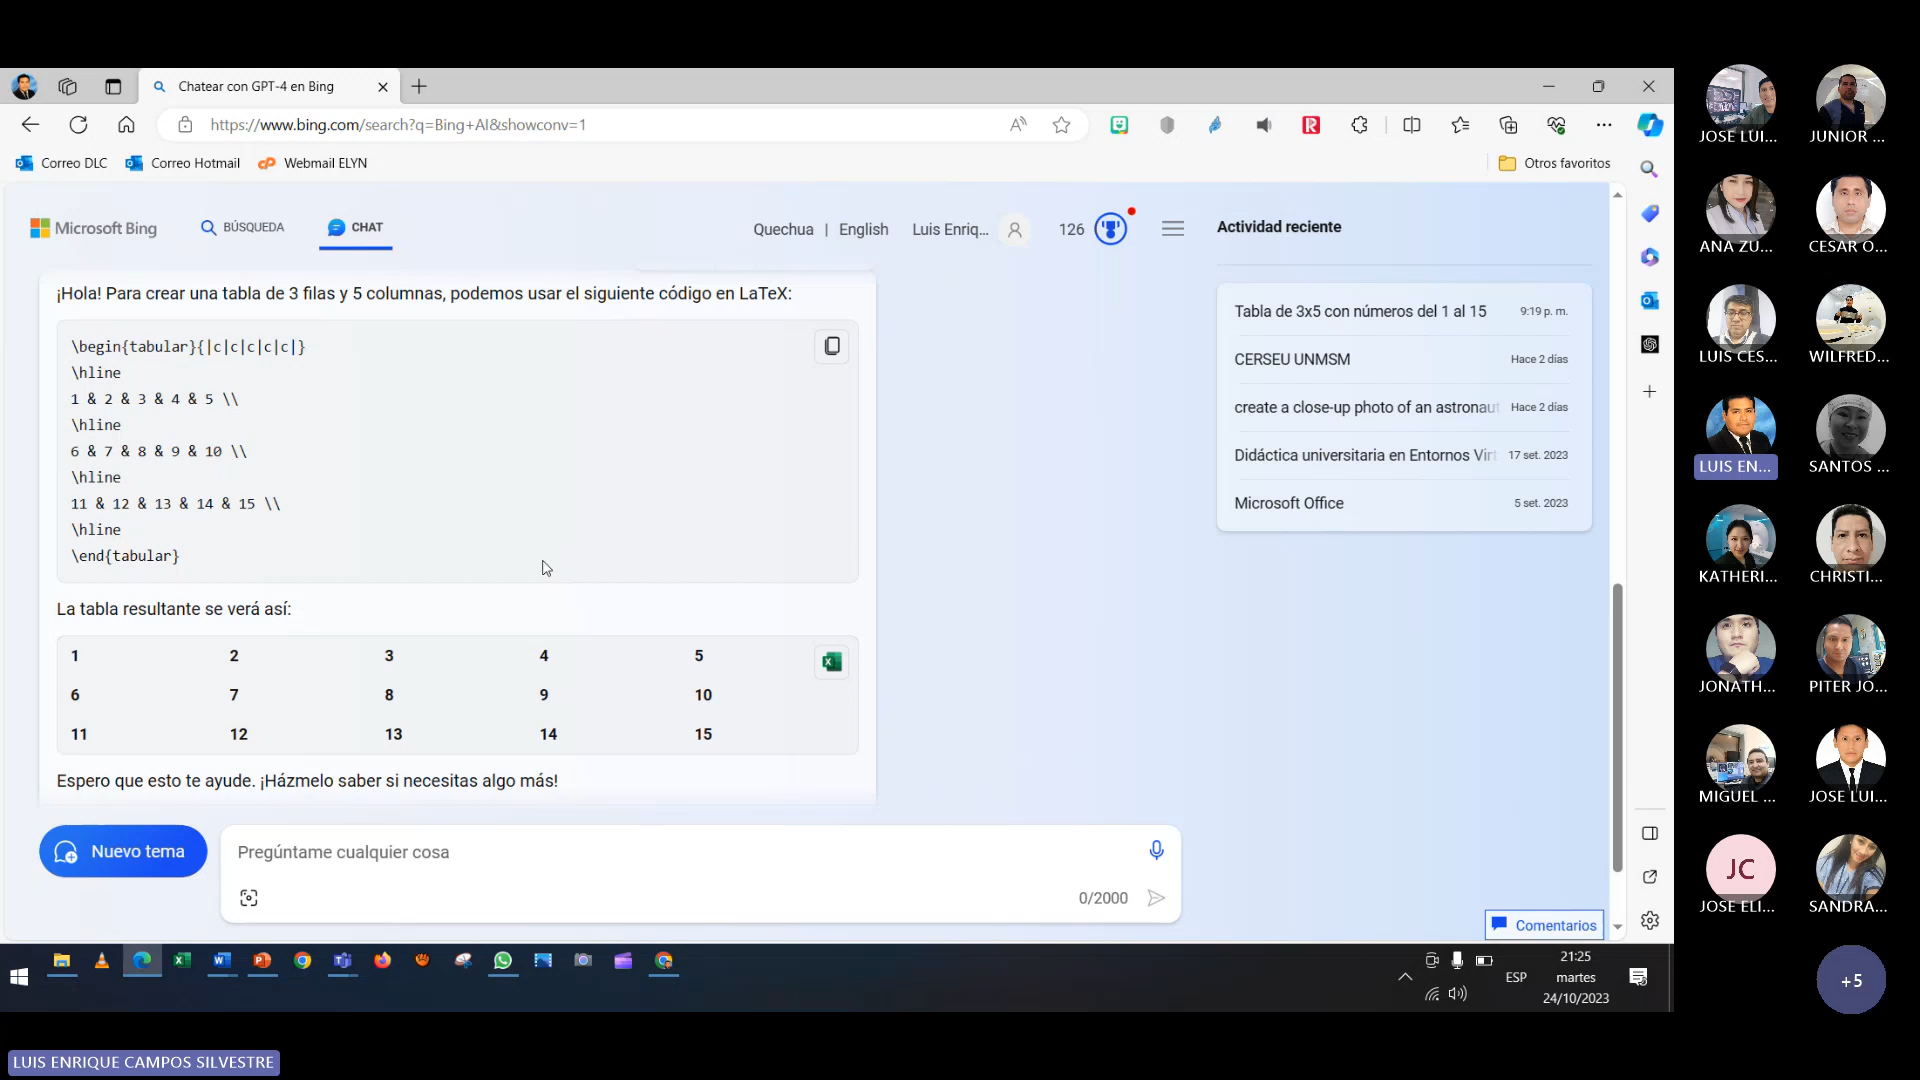 Chatear con GPT-4 en Bing
https://www.bing.com/search?q=Bing+AI&showconv=1
Correo DLC
Correo Hotmail
Webmail ELYN
Otros favoritos
Microsoft Bing
BÚSQUEDA
CHAT
Quechua | English
Luis Enriq...
126
Actividad reciente
¡Hola! Para crear una tabla de 3 filas y 5 columnas, podemos usar el siguiente código en LaTeX:
\begin{tabular}{|c|c|c|c|c|}
\hline
1 & 2 & 3 & 4 & 5 \\
\hline
6 & 7 & 8 & 9 & 10 \\
\hline
11 & 12 & 13 & 14 & 15 \\
\hline
\end{tabular}
La tabla resultante se verá así:
1 2 3 4 5
6 7 8 9 10
11 12 13 14 15
Espero que esto te ayude. ¡Házmelo saber si necesitas algo más!
Nuevo tema
Pregúntame cualquier cosa
0/2000
Tabla de 3x5 con números del 1 al 15 9:19 p. m.
CERSEU UNMSM Hace 2 días
create a close-up photo of an astronaut Hace 2 días
Didáctica universitaria en Entornos Virt 17 set. 2023
Microsoft Office 5 set. 2023
Comentarios
ESP
21:25
martes
24/10/2023
JOSE LUI...
JUNIOR ...
ANA ZU...
CESAR O...
LUIS CES...
WILFRED...
LUIS EN...
SANTOS ...
KATHERI...
CHRISTI...
JONATH...
PITER JO...
MIGUEL ...
JOSE LUI...
JC
JOSE ELI...
SANDRA...
+5
LUIS ENRIQUE CAMPOS SILVESTRE